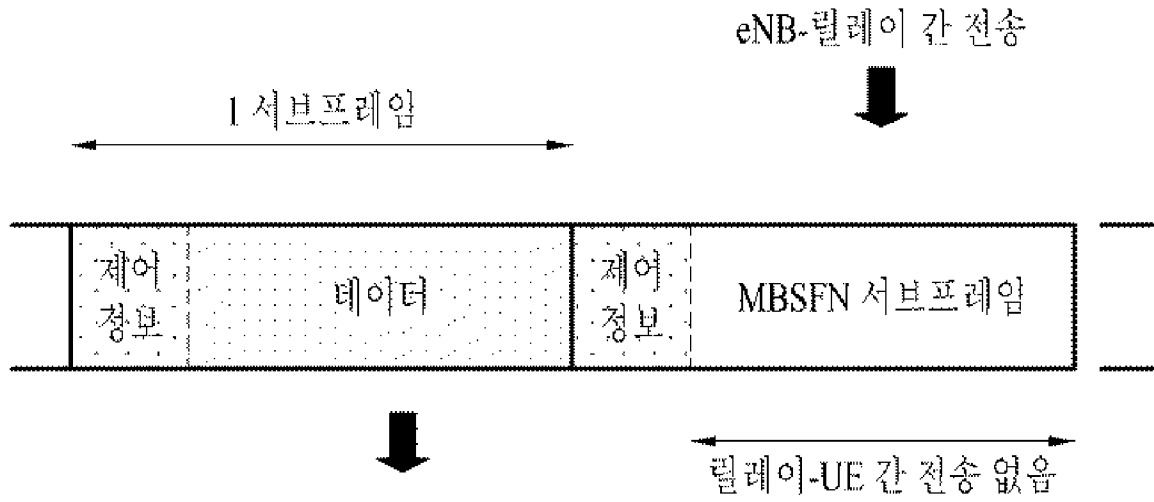 eNB-릴레이 간 전송
1 서브프레임
제어
정보
데이터
제어
정보
MBSFN 서브프레임
릴레이-UE 간 전송 없음